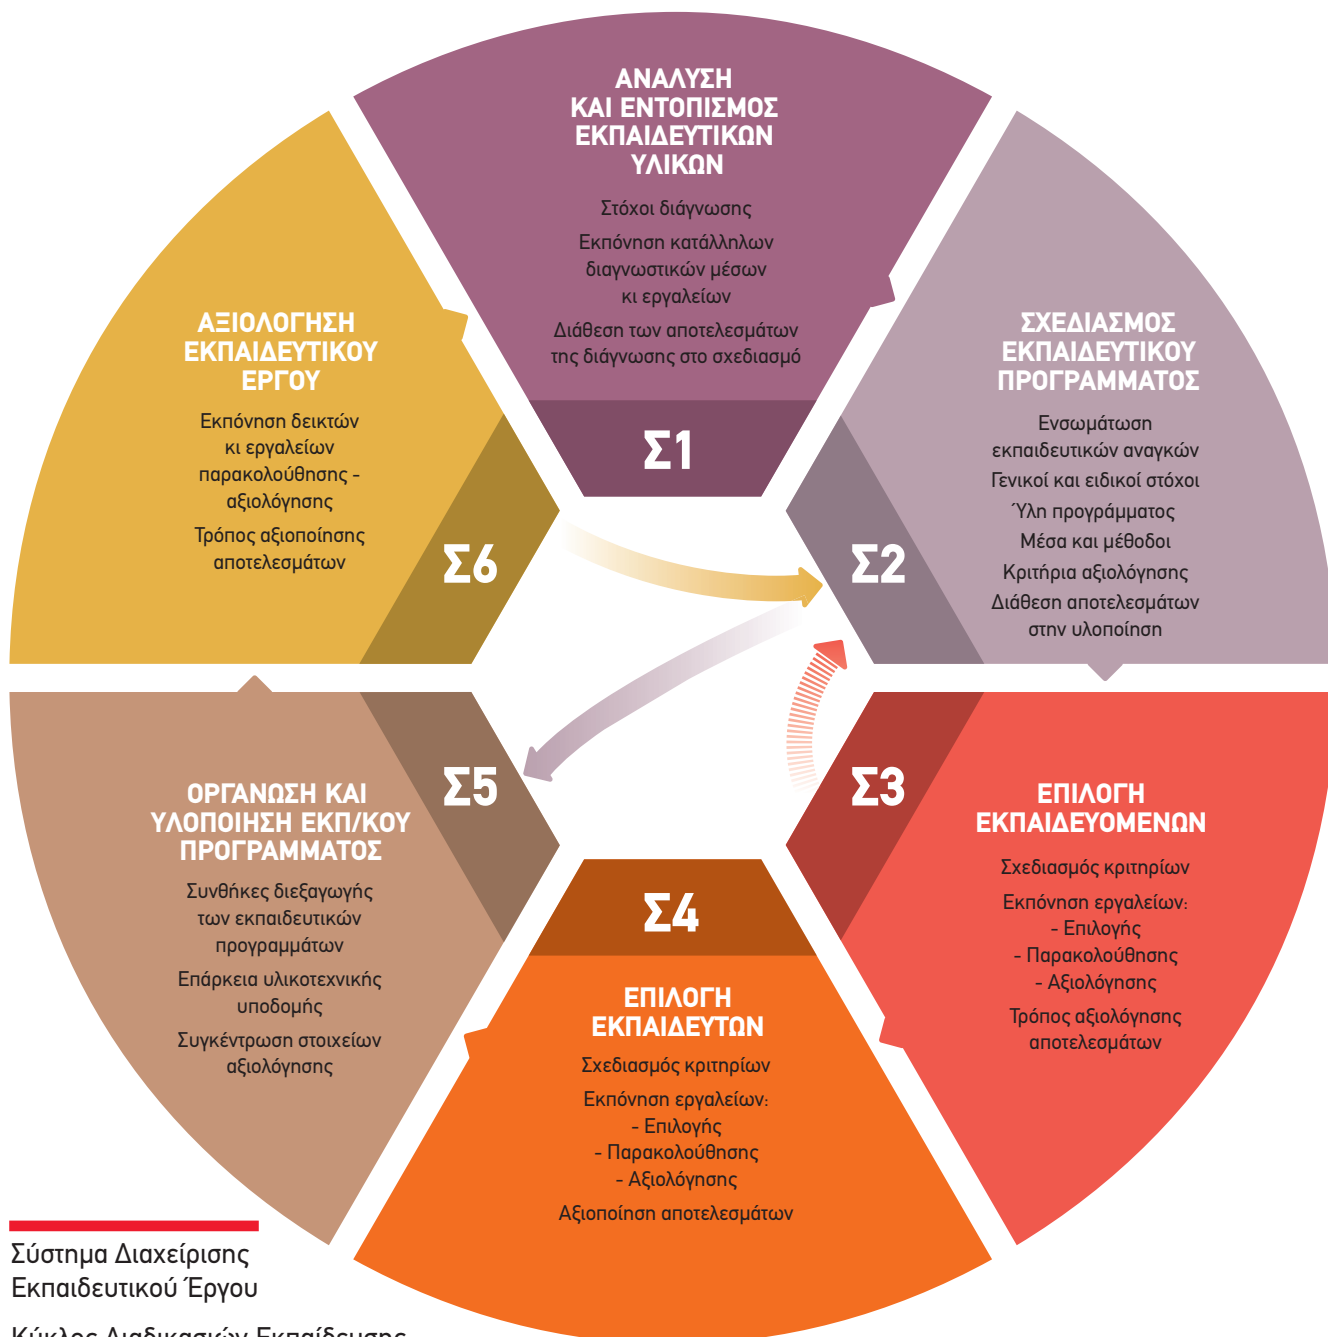 ΑΝΑΛΥΣΗ
ΚΑΙ ΕΝΤΟΠΙΣΜΟΣ
ΕΚΠΑΙΔΕΥΤΙΚΩΝ
ΥΛΙΚΩΝ
Στόχοι διάγνωσης
Εκπόνηση κατάλληλων
διαγνωστικών μέσων
κι εργαλείων
Διάθεση των αποτελεσμάτων
της διάγνωσης στο σχεδιασμό
Σ1
ΣΧΕΔΙΑΣΜΟΣ
ΕΚΠΑΙΔΕΥΤΙΚΟΥ
ΠΡΟΓΡΑΜΜΑΤΟΣ
Ενσωμάτωση
εκπαιδευτικών αναγκών
Γενικοί και ειδικοί στόχοι
Ύλη προγράμματος
Μέσα και μέθοδοι
Κριτήρια αξιολόγησης
Διάθεση αποτελεσμάτων
στην υλοποίηση
Σ2
Σ3
ΕΠΙΛΟΓΗ
ΕΚΠΑΙΔΕΥΟΜΕΝΩΝ
Σχεδιασμός κριτηρίων
Εκπόνηση εργαλείων:
- Επιλογής
- Παρακολούθησης
- Αξιολόγησης
Τρόπος αξιολόγησης
αποτελεσμάτων
Σ4
ΕΠΙΛΟΓΗ
ΕΚΠΑΙΔΕΥΤΩΝ
Σχεδιασμός κριτηρίων
Εκπόνηση εργαλείων:
- Επιλογής
- Παρακολούθησης
- Αξιολόγησης
Αξιοποίηση αποτελεσμάτων
Σ5
ΟΡΓΑΝΩΣΗ ΚΑΙ
ΥΛΟΠΟΙΗΣΗ ΕΚΠ/ΚΟΥ
ΠΡΟΓΡΑΜΜΑΤΟΣ
Συνθήκες διεξαγωγής
των εκπαιδευτικών
προγραμμάτων
Επάρκεια υλικοτεχνικής
υποδομής
Συγκέντρωση στοιχείων
αξιολόγησης
ΑΞΙΟΛΟΓΗΣΗ
ΕΚΠΑΙΔΕΥΤΙΚΟΥ
ΕΡΓΟΥ
Εκπόνηση δεικτών
κι εργαλείων
παρακολούθησης -
αξιολόγησης
Τρόπος αξιοποίησης
αποτελεσμάτων
Σ6
Σύστημα Διαχείρισης
Εκπαιδευτικού Έργου
Κύκλος Διαδικασιών Εκπαίδευσης